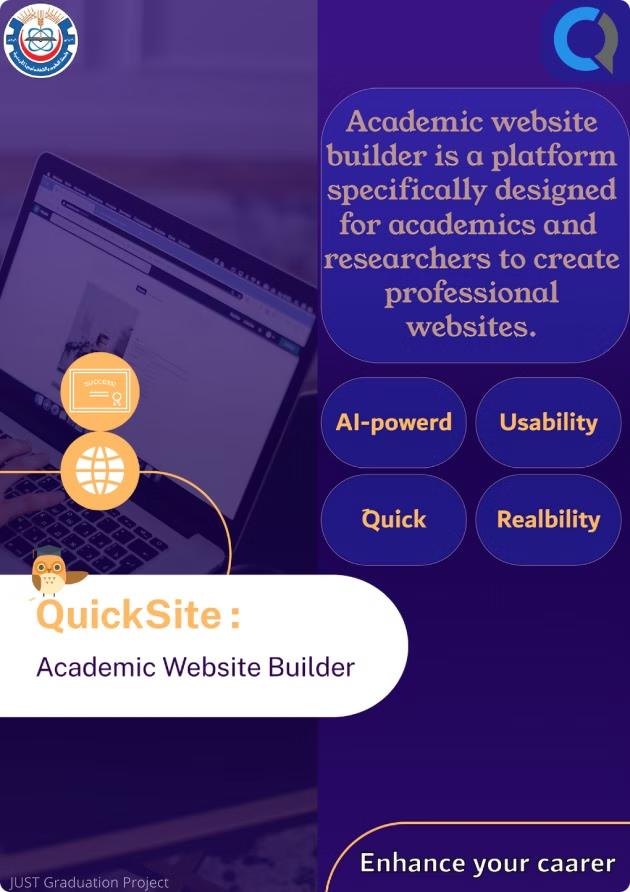 Academic website
builder is a platform
specifically designed
for academics and
researchers to create
professional
websites.
AI-powerd
Usability
Quick
Realbility
SUCCESS!
QuickSite :
Academic Website Builder
Enhance your caarer
JUST Graduation Project